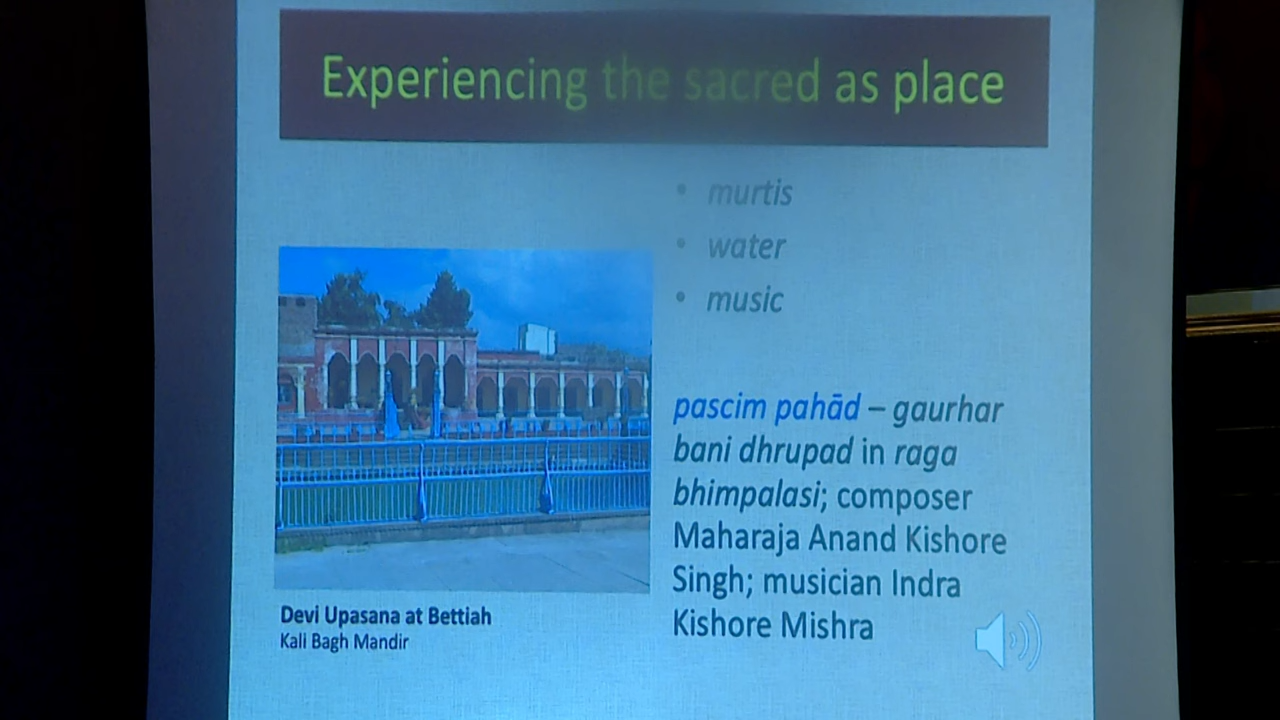 Experiencing the sacred as place
• murtis
• water
• music
pascim pahād – gaurhar
bani dhrupad in raga
bhimpalasi; composer
Maharaja Anand Kishore
Singh; musician Indra
Kishore Mishra
Devi Upasana at Bettiah
Kali Bagh Mandir